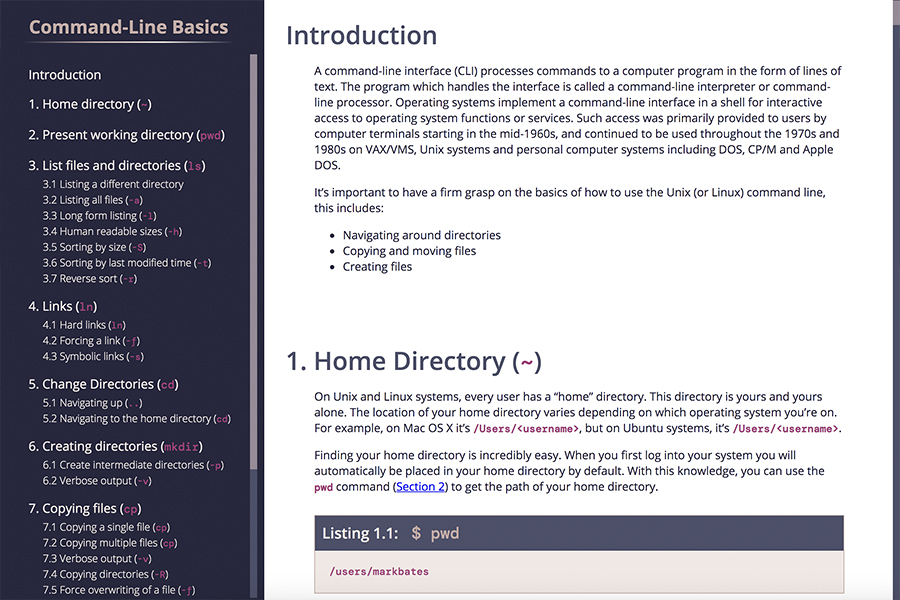 Command-Line Basics
Introduction
1. Home directory (~)
2. Present working directory (pwd)
3. List files and directories (ls)
3.1 Listing a different directory
3.2 Listing all files (-a)
3.3 Long form listing (-l)
3.4 Human readable sizes (-h)
3.5 Sorting by size (-S)
3.6 Sorting by last modified time (-t)
3.7 Reverse sort (-r)
4. Links (ln)
4.1 Hard links (ln)
4.2 Forcing a link (-f)
4.3 Symbolic links (-s)
5. Change Directories (cd)
5.1 Navigating up (..)
5.2 Navigating to the home directory (cd)
6. Creating directories (mkdir)
6.1 Create intermediate directories (-p)
6.2 Verbose output (-v)
7. Copying files (cp)
7.1 Copying a single file (cp)
7.2 Copying multiple files (cp)
7.3 Verbose output (-v)
7.4 Copying directories (-R)
7.5 Force overwriting of a file (-f)
Introduction
A command-line interface (CLI) processes commands to a computer program in the form of lines of
text. The program which handles the interface is called a command-line interpreter or command-
line processor. Operating systems implement a command-line interface in a shell for interactive
access to operating system functions or services. Such access was primarily provided to users by
computer terminals starting in the mid-1960s, and continued to be used throughout the 1970s and
1980s on VAX/VMS, Unix systems and personal computer systems including DOS, CP/M and Apple
DOS.
It’s important to have a firm grasp on the basics of how to use the Unix (or Linux) command line,
this includes:
• Navigating around directories
• Copying and moving files
• Creating files
1. Home Directory (~)
On Unix and Linux systems, every user has a “home” directory. This directory is yours and yours
alone. The location of your home directory varies depending on which operating system you’re on.
For example, on Mac OS X it’s /Users/<username>, but on Ubuntu systems, it’s /Users/<username>.
Finding your home directory is incredibly easy. When you first log into your system you will
automatically be placed in your home directory by default. With this knowledge, you can use the
pwd command (Section 2) to get the path of your home directory.
Listing 1.1: $ pwd
/users/markbates